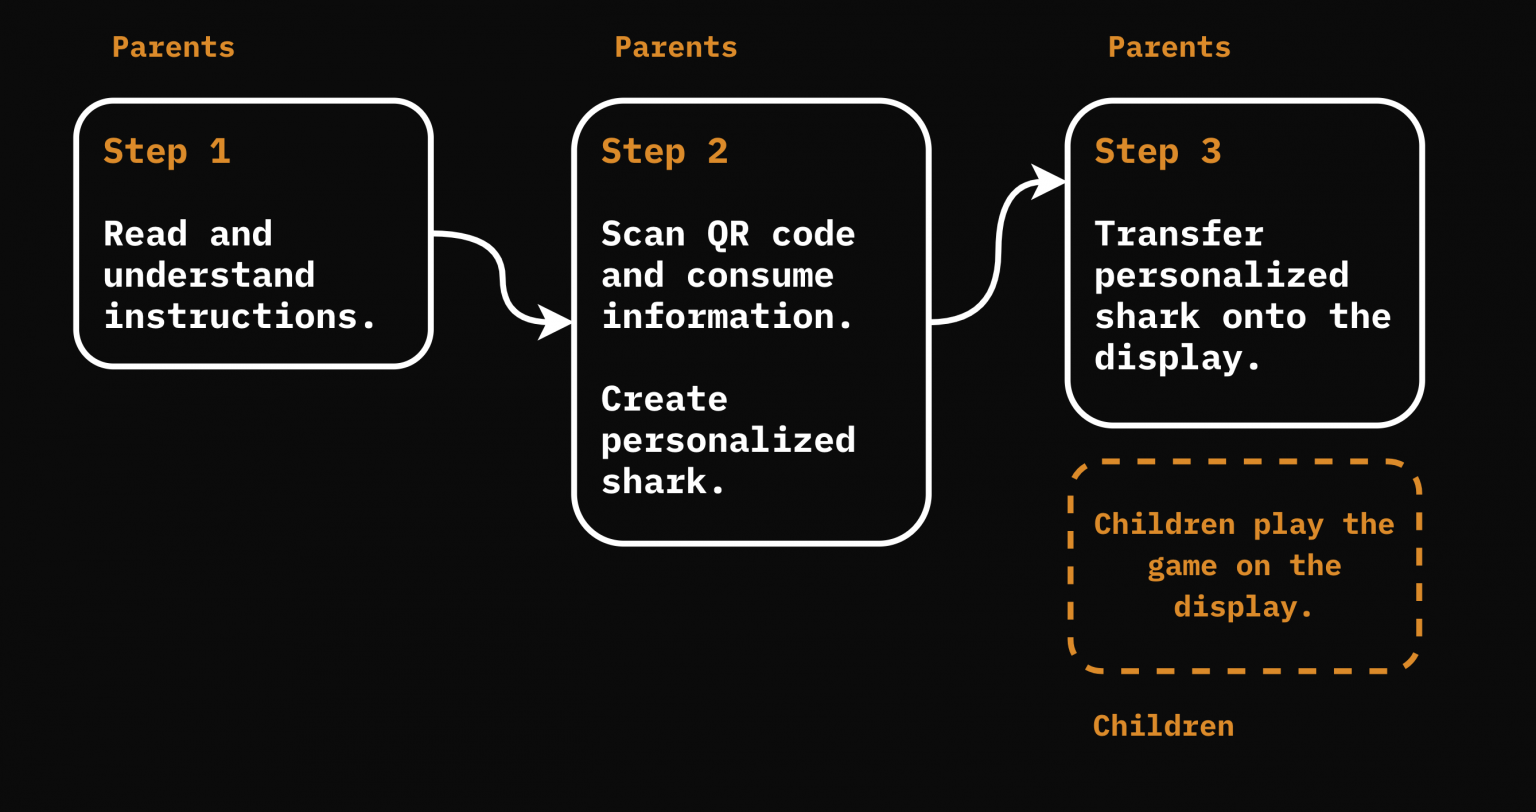 Parents
Step 1
Read and
understand
instructions.
Parents
Step 2
Scan QR code
and consume
information.
Create
personalized
shark.
Parents
Step 3
Transfer
personalized
shark onto the
display.
Children play the
game on the
display.
Children